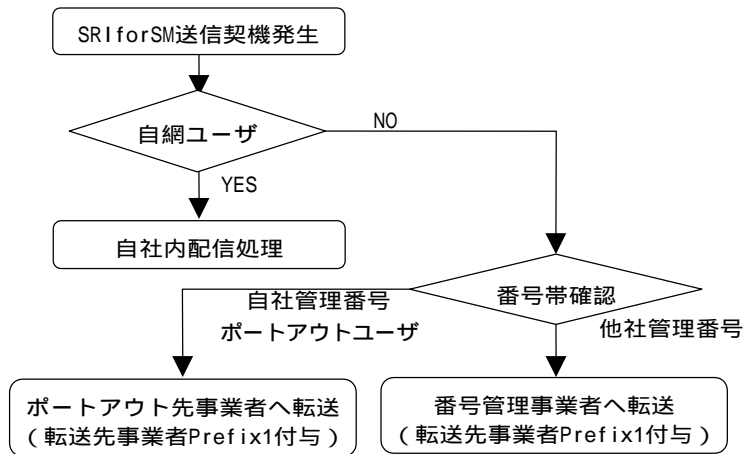 SRIforSM送信契機発生
自網ユーザ
NO
YES
自社内配信処理
番号帯確認
自社管理番号
ポートアウトユーザ
他社管理番号
ポートアウト先事業者へ転送
（転送先事業者Prefix1付与）
番号管理事業者へ転送
（転送先事業者Prefix1付与）